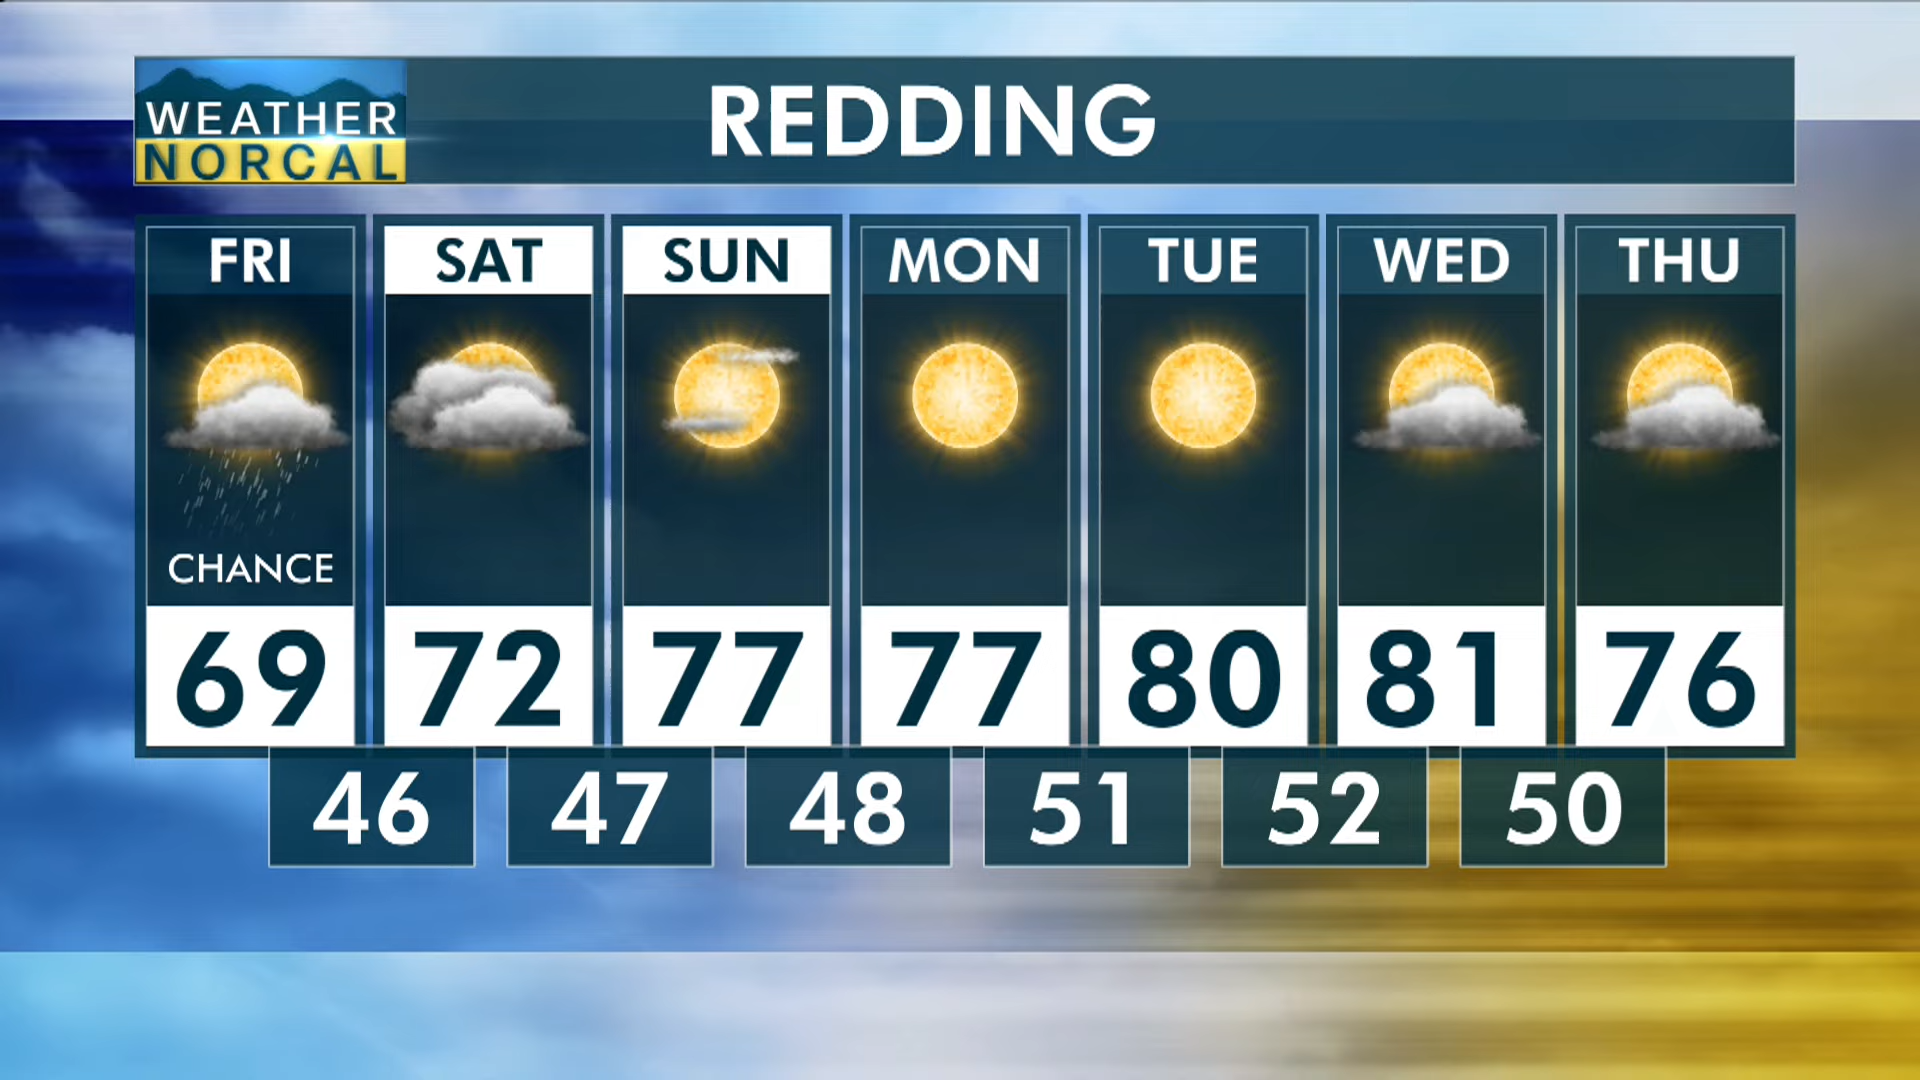 WEATHER
NORCAL
REDDING
FRI SAT SUN MON TUE WED THU
CHANCE
69 72 77 77 80 81 76
46 47 48 51 52 50